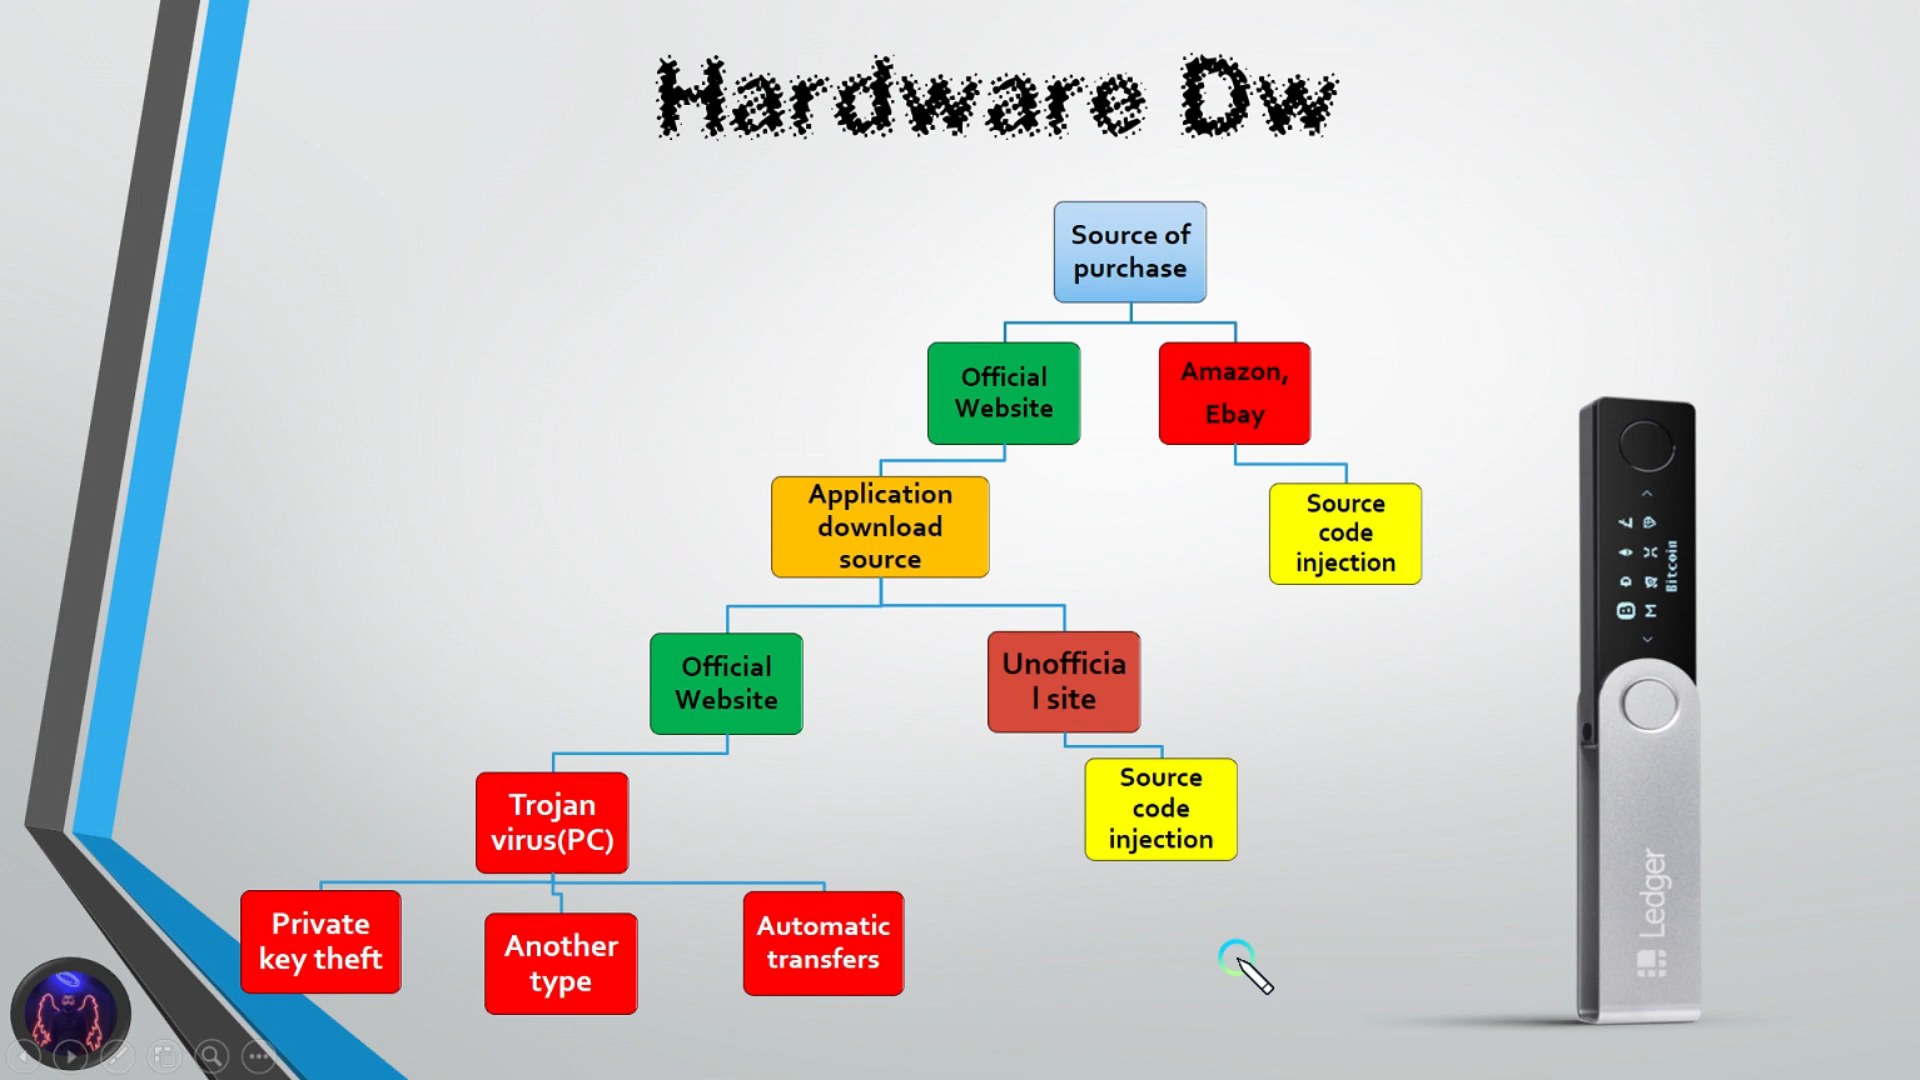 Hardware Dw
Source of
purchase
Official
Website
Amazon,
Ebay
Application
download
source
Source
code
injection
Official
Website
Unofficia
l site
Trojan
virus(PC)
Source
code
injection
Private
key theft
Another
type
Automatic
transfers
Bitcoin
Ledger